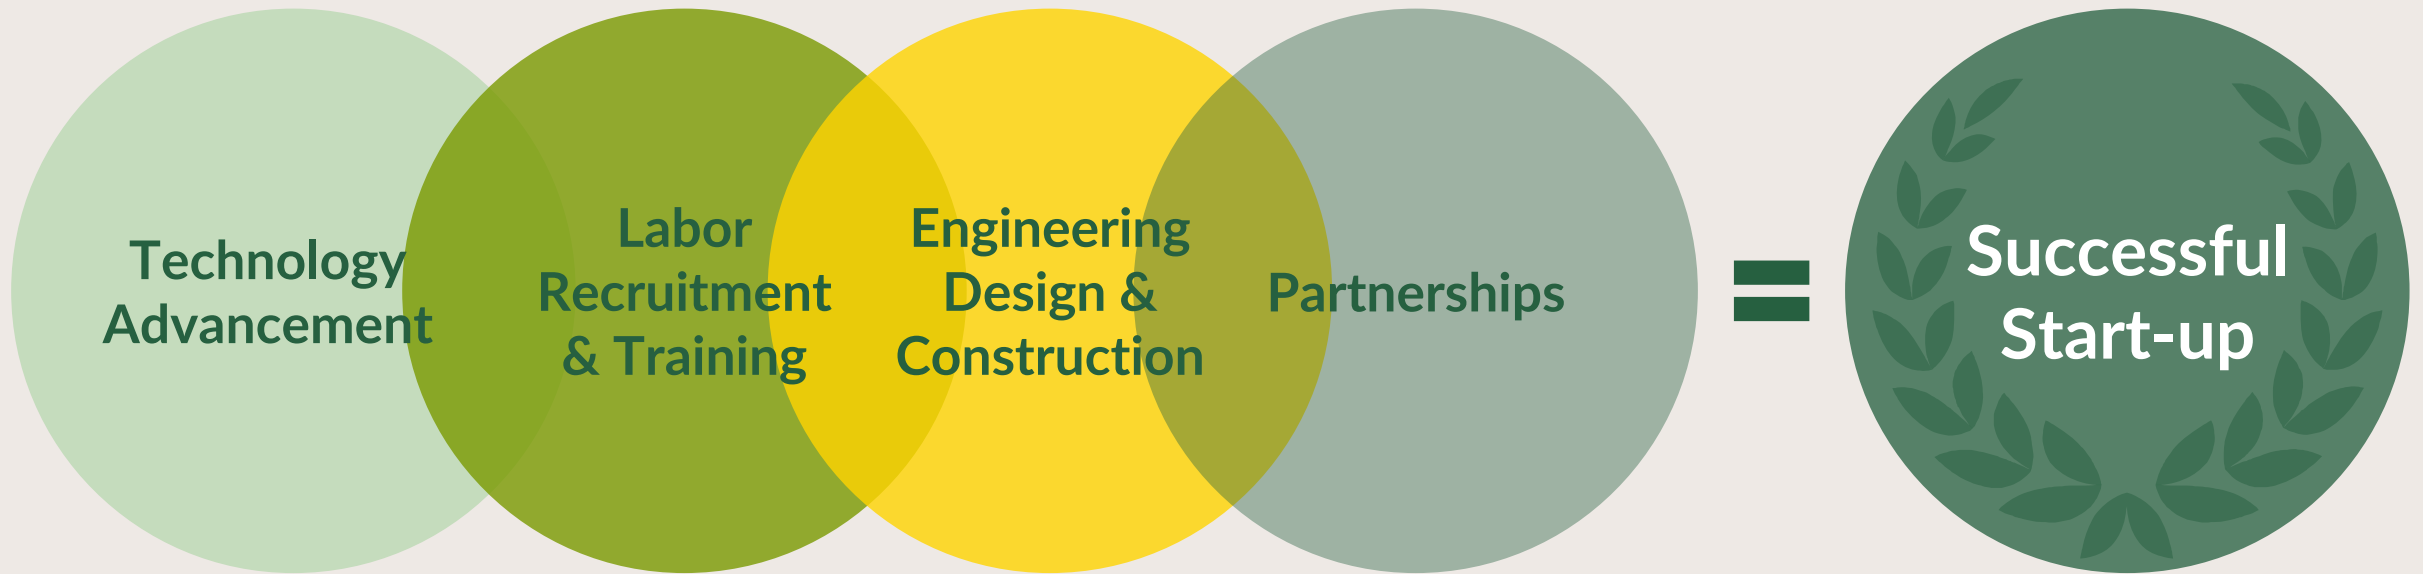 Technology
Advancement
Labor
Recruitment
& Training
Engineering
Design &
Construction
Partnerships
=
Successful
Start-up